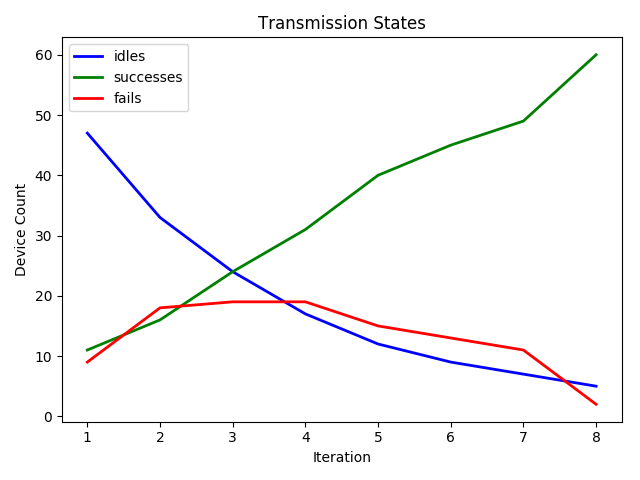 Transmission States
idles
successes
fails
Device Count
60
50
40
30
20
10
0
1 2 3 4 5 6 7 8
Iteration